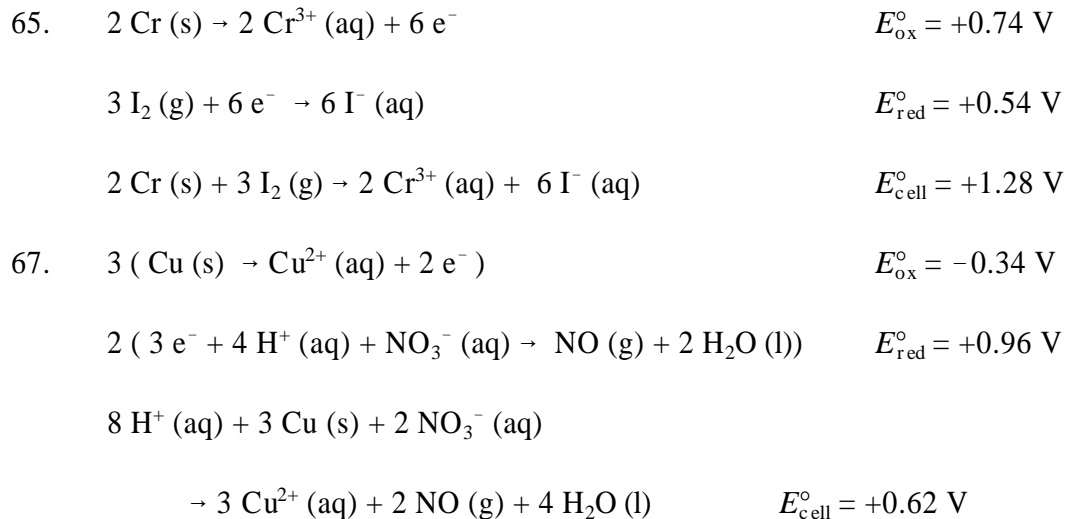 65. 2 Cr (s) → 2 Cr³⁺ (aq) + 6 e⁻ E°ox = +0.74 V
3 I₂ (g) + 6 e⁻ → 6 I⁻ (aq) E°red = +0.54 V
2 Cr (s) + 3 I₂ (g) → 2 Cr³⁺ (aq) + 6 I⁻ (aq) E°cell = +1.28 V
67. 3 ( Cu (s) → Cu²⁺ (aq) + 2 e⁻ ) E°ox = −0.34 V
2 ( 3 e⁻ + 4 H⁺ (aq) + NO₃⁻ (aq) → NO (g) + 2 H₂O (l)) E°red = +0.96 V
8 H⁺ (aq) + 3 Cu (s) + 2 NO₃⁻ (aq)
→ 3 Cu²⁺ (aq) + 2 NO (g) + 4 H₂O (l) E°cell = +0.62 V